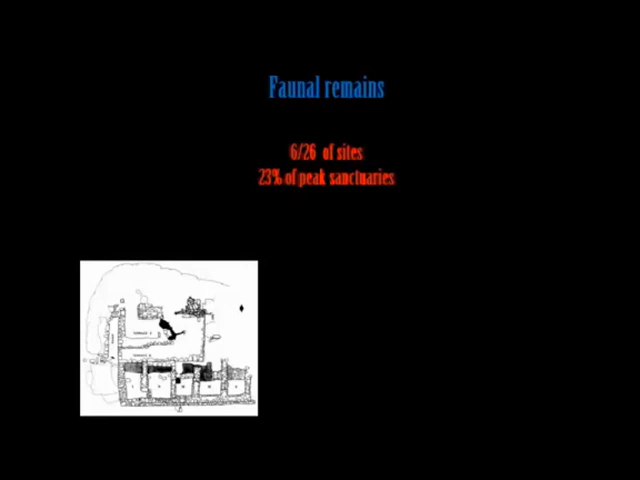 Faunal remains
6/26 of sites
23% of peak sanctuaries